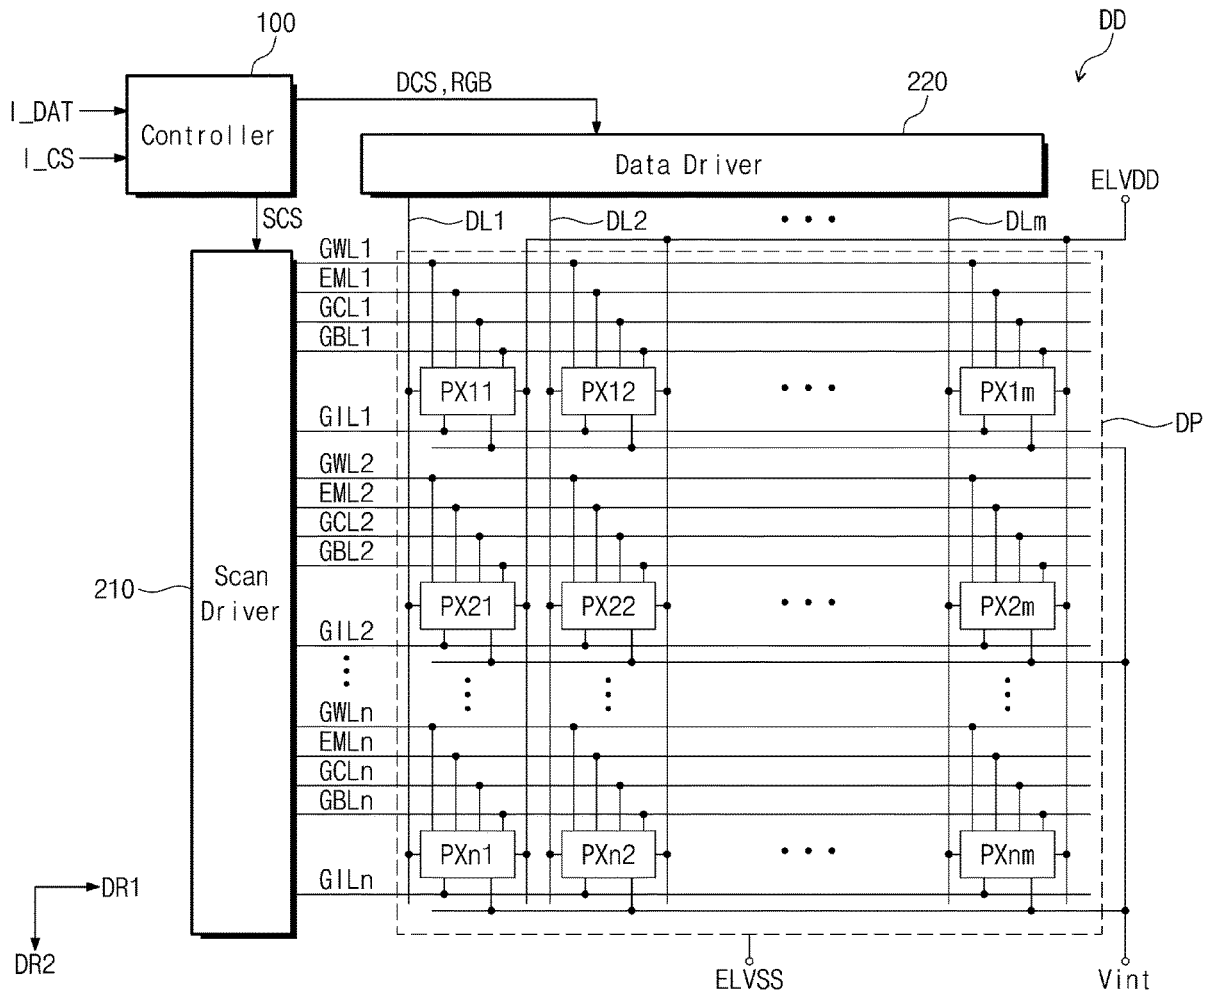 100
DD
DCS,RGB
220
I_DAT
Controller
I_CS
Data Driver
ELVDD
SCS
DL1
DL2
DLm
GWL1
EML1
GCL1
GBL1
PX11
PX12
PX1m
GIL1
DP
GWL2
EML2
GCL2
GBL2
210
Scan
Driver
PX21
PX22
PX2m
GIL2
GWLn
EMLn
GCLn
GBLn
PXn1
PXn2
PXnm
GILn
DR1
DR2
ELVSS
Vint